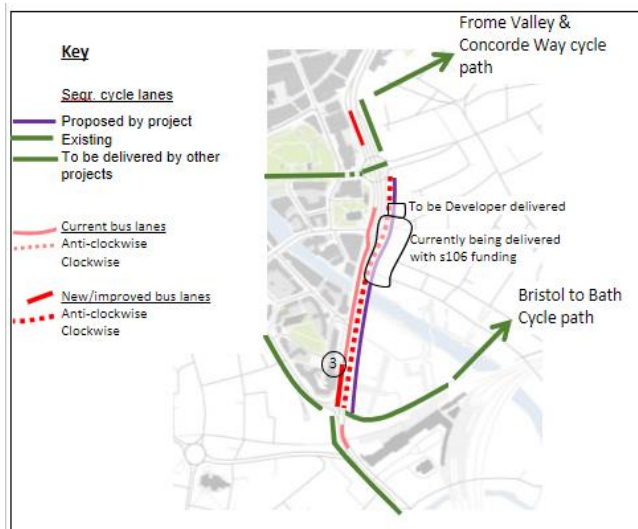 Frome Valley &
Concorde Way cycle
path
Key
Segr. cycle lanes
Proposed by project
Existing
To be delivered by other
projects
To be Developer delivered
Currently being delivered
with s106 funding
Current bus lanes
Anti-clockwise
Clockwise
New/improved bus lanes
Anti-clockwise
Clockwise
Bristol to Bath
Cycle path
3